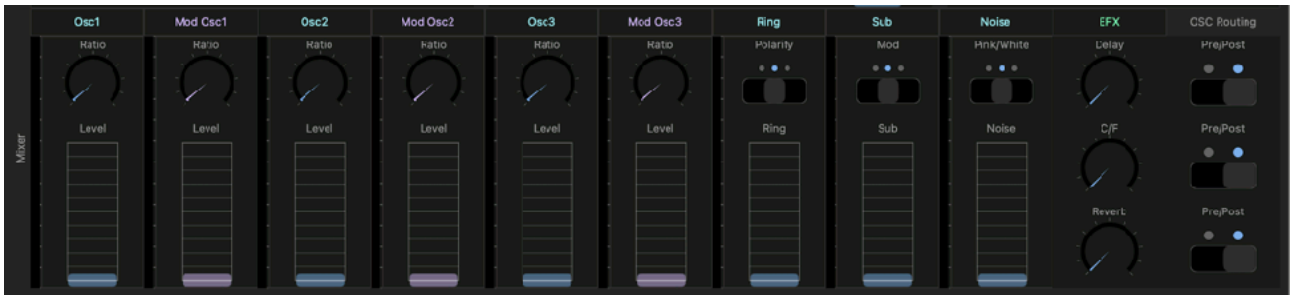 Osc1 Mod Osc1 Osc2 Mod Osc2 Osc3 Mod Osc3 Ring Sub Noise EFX CSC Routing
Ratio Ratio Ratio Ratio Ratio Ratio Polarity Mod Pink/White Delay Pre/Post
Level Level Level Level Level Level Ring Sub Noise C/F Pre/Post
Mixer
Revert Pre/Post